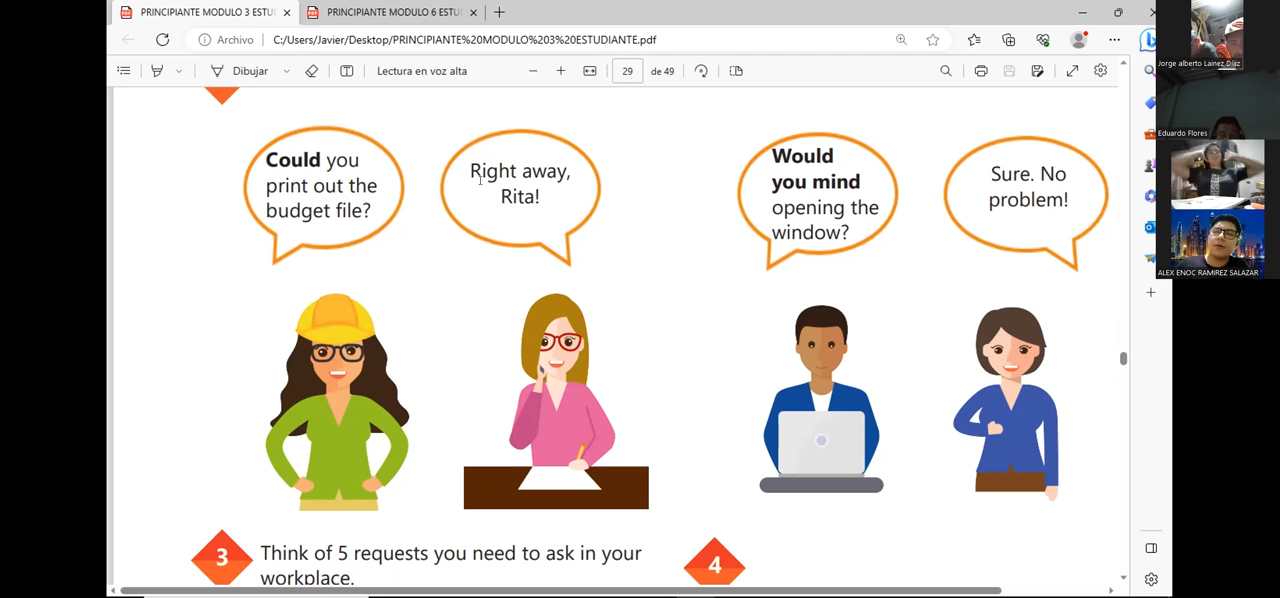 PRINCIPIANTE MODULO 3 ESTU
PRINCIPIANTE MODULO 6 ESTU
Archivo
C:/Users/Javier/Desktop/PRINCIPIANTE%20MODULO%203%20ESTUDIANTE.pdf
Dibujar
Lectura en voz alta
29
de 49
Jorge alberto Lainez Diaz
Eduardo Flores
ALEX ENOC RAMIREZ SALAZAR
Could you
print out the
budget file?
Right away,
Rita!
Would
you mind
opening the
window?
Sure. No
problem!
3
Think of 5 requests you need to ask in your
workplace.
4